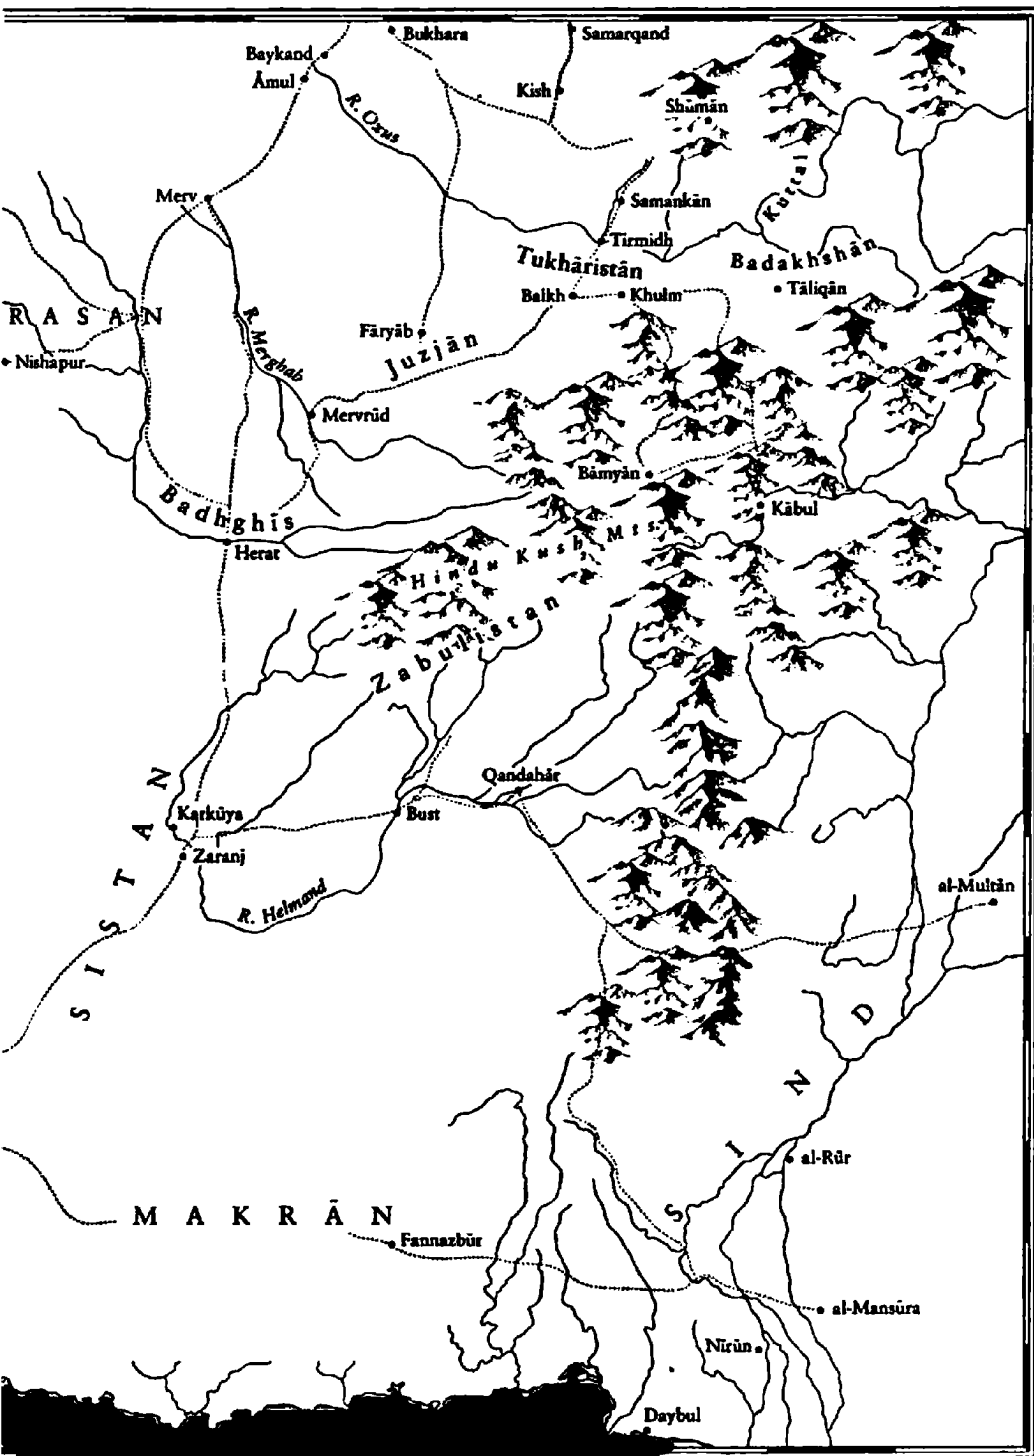 Bukhara
Samarqand
Baykand
Āmul
Kish
R. Oxus
Shūmān
Kuttal
Merv
Samankān
Tirmidh
Tukhāristān
Badakhshān
Balkh
Khulm
Tāliqān
RASAN
Fāryāb
Juzjān
Nishapur
R. Merghab
Mervrūd
Bāmyān
Kābul
Badhghīs
Herat
Hindu Kush Mts.
Zabulistan
SISTAN
Qandahār
Karkūya
Bust
Zaranj
R. Helmand
al-Multān
SIND
al-Rūr
MAKRĀN
Fannazbūr
al-Mansūra
Nīrūn
Daybul